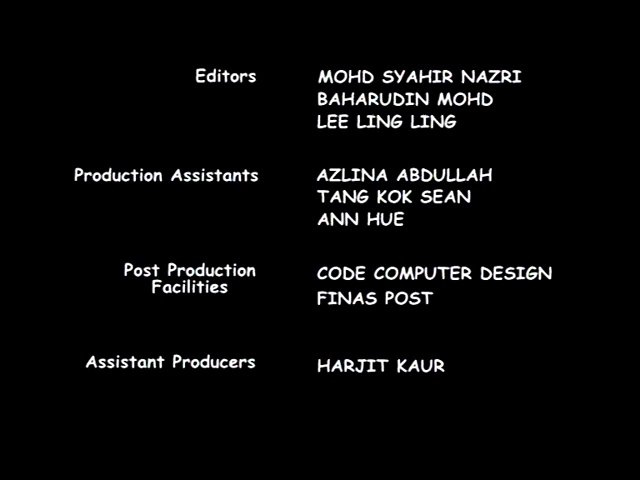 Editors MOHD SYAHIR NAZRI
BAHARUDIN MOHD
LEE LING LING
Production Assistants AZLINA ABDULLAH
TANG KOK SEAN
ANN HUE
Post Production CODE COMPUTER DESIGN
Facilities FINAS POST
Assistant Producers HARJIT KAUR